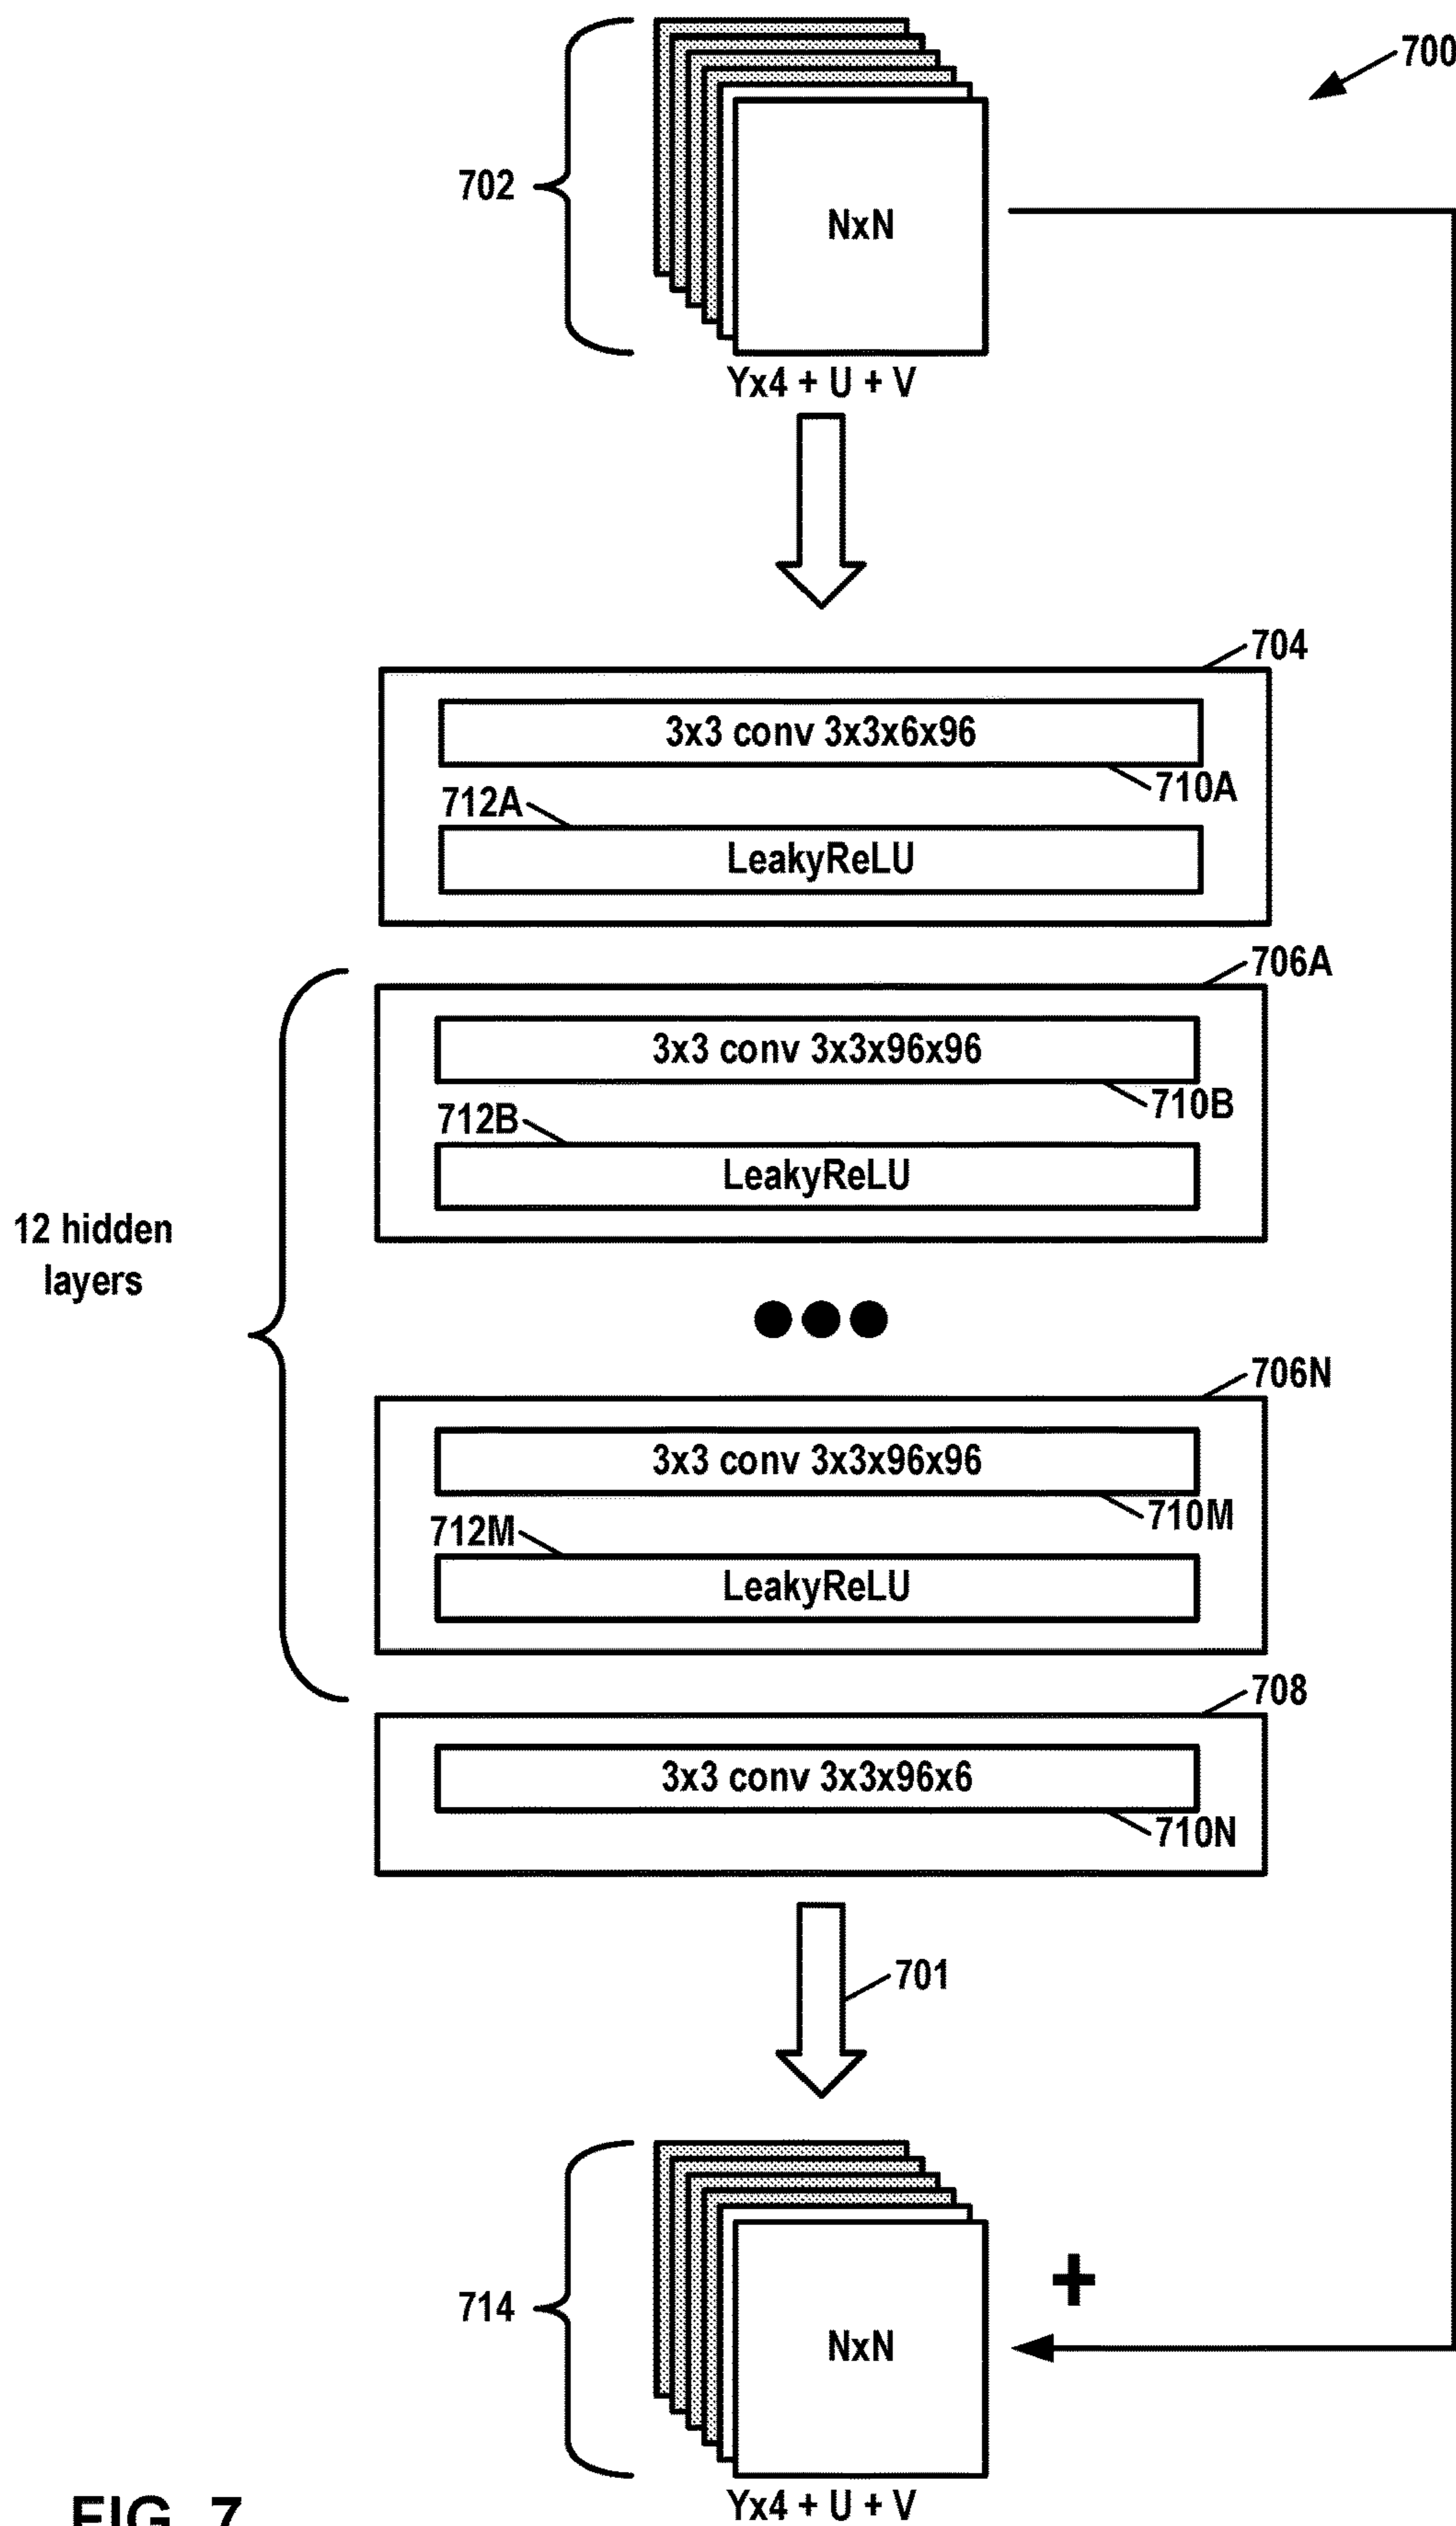 700
702
NxN
Yx4 + U + V
704
3x3 conv 3x3x6x96
710A
712A
LeakyReLU
706A
3x3 conv 3x3x96x96
710B
712B
LeakyReLU
12 hidden
layers
706N
3x3 conv 3x3x96x96
710M
712M
LeakyReLU
708
3x3 conv 3x3x96x6
710N
701
714
+
NxN
Yx4 + U + V
FIG. 7